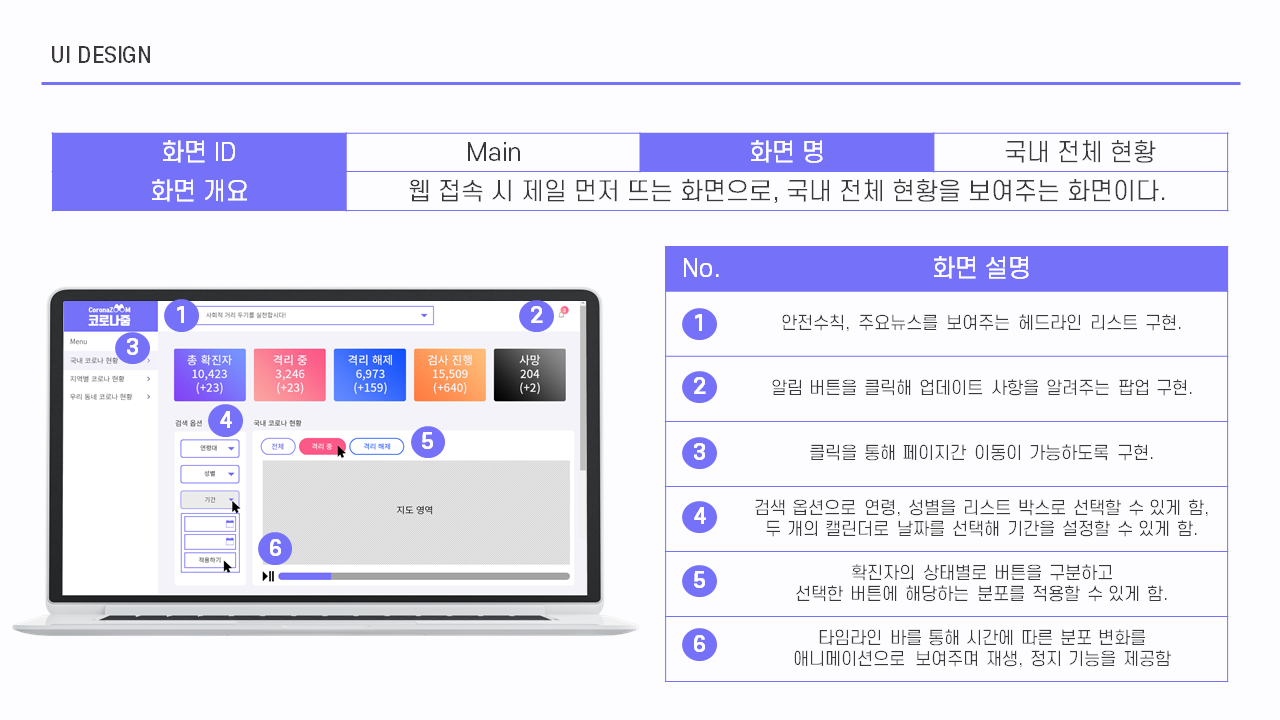 UI DESIGN
화면 ID
Main
화면 명
국내 전체 현황
화면 개요
웹 접속 시 제일 먼저 뜨는 화면으로, 국내 전체 현황을 보여주는 화면이다.
CoronaZOOM
코로나줌
1
사회적 거리 두기를 실천합시다!
2
Menu
3
국내 코로나 현황
지역별 코로나 현황
우리 동네 코로나 현황
총 확진자
10,423
(+23)
격리 중
3,246
(+23)
격리 해제
6,973
(+159)
검사 진행
15,509
(+640)
사망
204
(+2)
검색 옵션
4
연령대
성별
기간
적용하기
국내 코로나 현황
전체
격리 중
격리 해제
5
지도 영역
6
No.
화면 설명
1
안전수칙, 주요뉴스를 보여주는 헤드라인 리스트 구현.
2
알림 버튼을 클릭해 업데이트 사항을 알려주는 팝업 구현.
3
클릭을 통해 페이지간 이동이 가능하도록 구현.
4
검색 옵션으로 연령, 성별을 리스트 박스로 선택할 수 있게 함,
두 개의 캘린더로 날짜를 선택해 기간을 설정할 수 있게 함.
5
확진자의 상태별로 버튼을 구분하고
선택한 버튼에 해당하는 분포를 적용할 수 있게 함.
6
타임라인 바를 통해 시간에 따른 분포 변화를
애니메이션으로 보여주며 재생, 정지 기능을 제공함